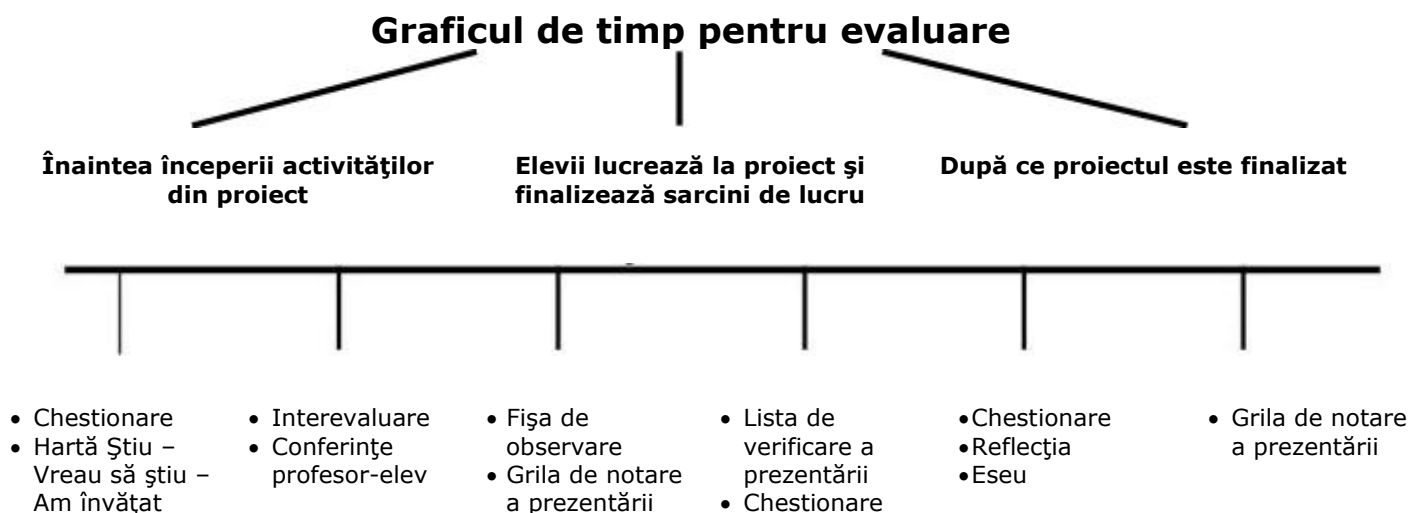 Graficul de timp pentru evaluare
Înaintea începerii activităţilor
din proiect
Elevii lucrează la proiect şi
finalizează sarcini de lucru
După ce proiectul este finalizat
• Chestionare
• Hartă Ştiu –
Vreau să ştiu –
Am învăţat
• Interevaluare
• Conferinţe
profesor-elev
• Fişa de
observare
• Grila de notare
a prezentării
• Lista de
verificare a
prezentării
• Chestionare
•Chestionare
•Reflecţia
•Eseu
• Grila de notare
a prezentării